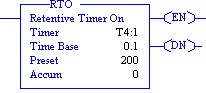 RTO
Retentive Timer On
EN
Timer T4:1
Time Base 0.1
DN
Preset 200
Accum 0